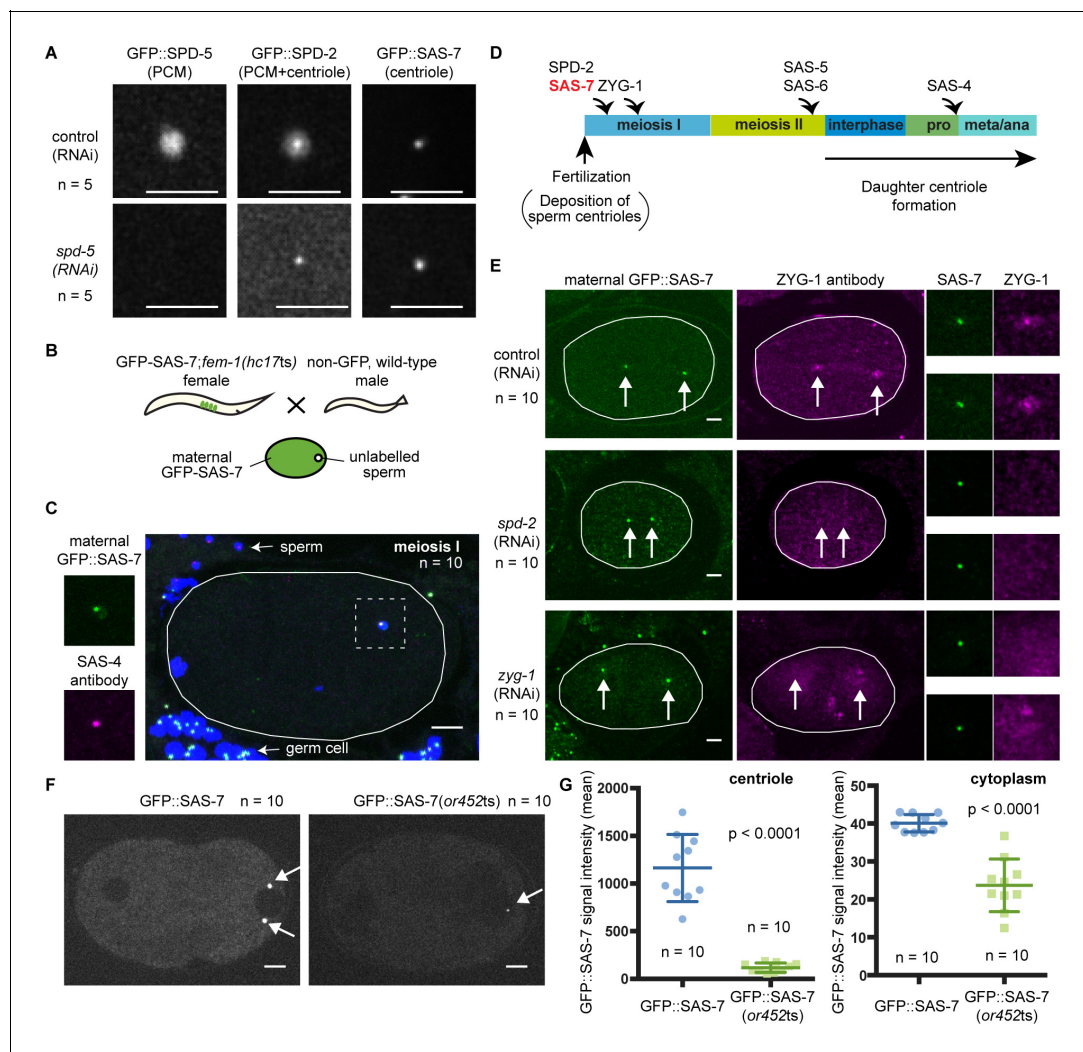 A
GFP::SPD-5
(PCM)
GFP::SPD-2
(PCM+centriole)
GFP::SAS-7
(centriole)
control
(RNAi)
n = 5
spd-5
(RNAi)
n = 5
B
GFP-SAS-7;fem-1(hc17ts)
female
non-GFP, wild-type
male
maternal
GFP-SAS-7
unlabelled
sperm
C
maternal
GFP::SAS-7
SAS-4
antibody
sperm
meiosis I
n = 10
germ cell
D
SPD-2
SAS-7 ZYG-1
SAS-5
SAS-6
SAS-4
meiosis I
meiosis II
interphase
pro
meta/ana
Fertilization
(Deposition of
sperm centrioles)
Daughter centriole
formation
E
maternal GFP::SAS-7
ZYG-1 antibody
SAS-7
ZYG-1
control
(RNAi)
n = 10
spd-2
(RNAi)
n = 10
zyg-1
(RNAi)
n = 10
F
GFP::SAS-7 n = 10
GFP::SAS-7(or452ts) n = 10
G
GFP::SAS-7 signal intensity (mean)
2000
1500
1000
500
0
centriole
p < 0.0001
n = 10
n = 10
GFP::SAS-7
GFP::SAS-7
(or452ts)
GFP::SAS-7 signal intensity (mean)
50
40
30
20
10
0
cytoplasm
p < 0.0001
n = 10
n = 10
GFP::SAS-7
GFP::SAS-7
(or452ts)